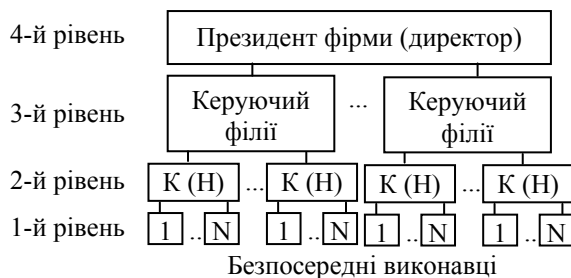 4-й рівень Президент фірми (директор)
3-й рівень Керуючий філії ... Керуючий філії
2-й рівень К (Н) ... К (Н) К (Н) ... К (Н)
1-й рівень 1 .. N 1 .. N 1 .. N 1 .. N
Безпосередні виконавці